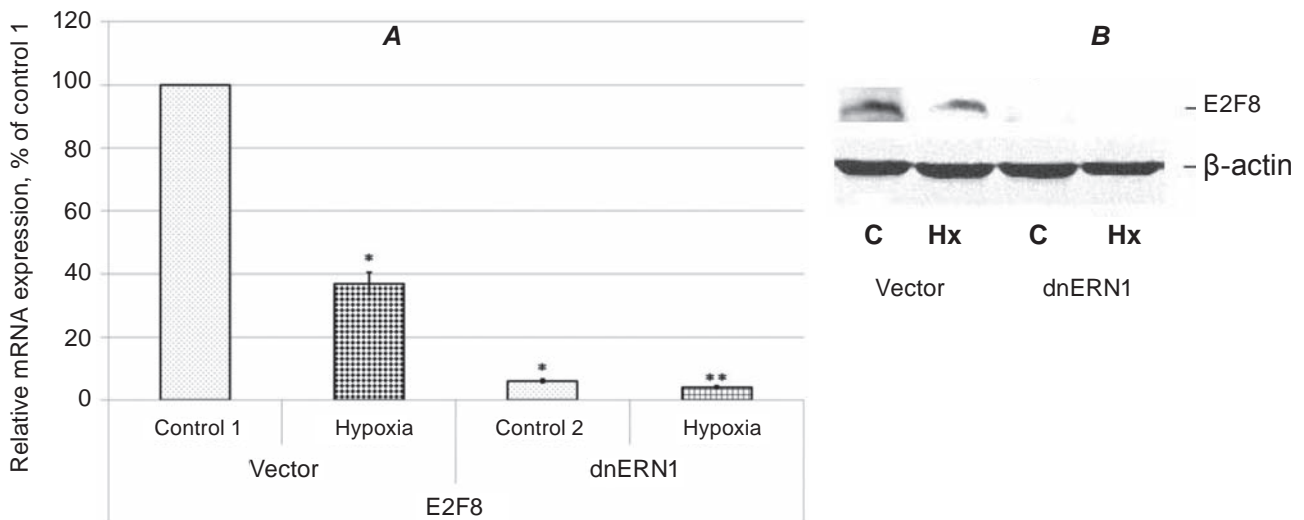 Relative mRNA expression, % of control 1
120
100
80
60
40
20
0
A
*
*
**
Control 1 Hypoxia Control 2 Hypoxia
Vector dnERN1
E2F8
B
– E2F8
– β-actin
C Hx C Hx
Vector dnERN1